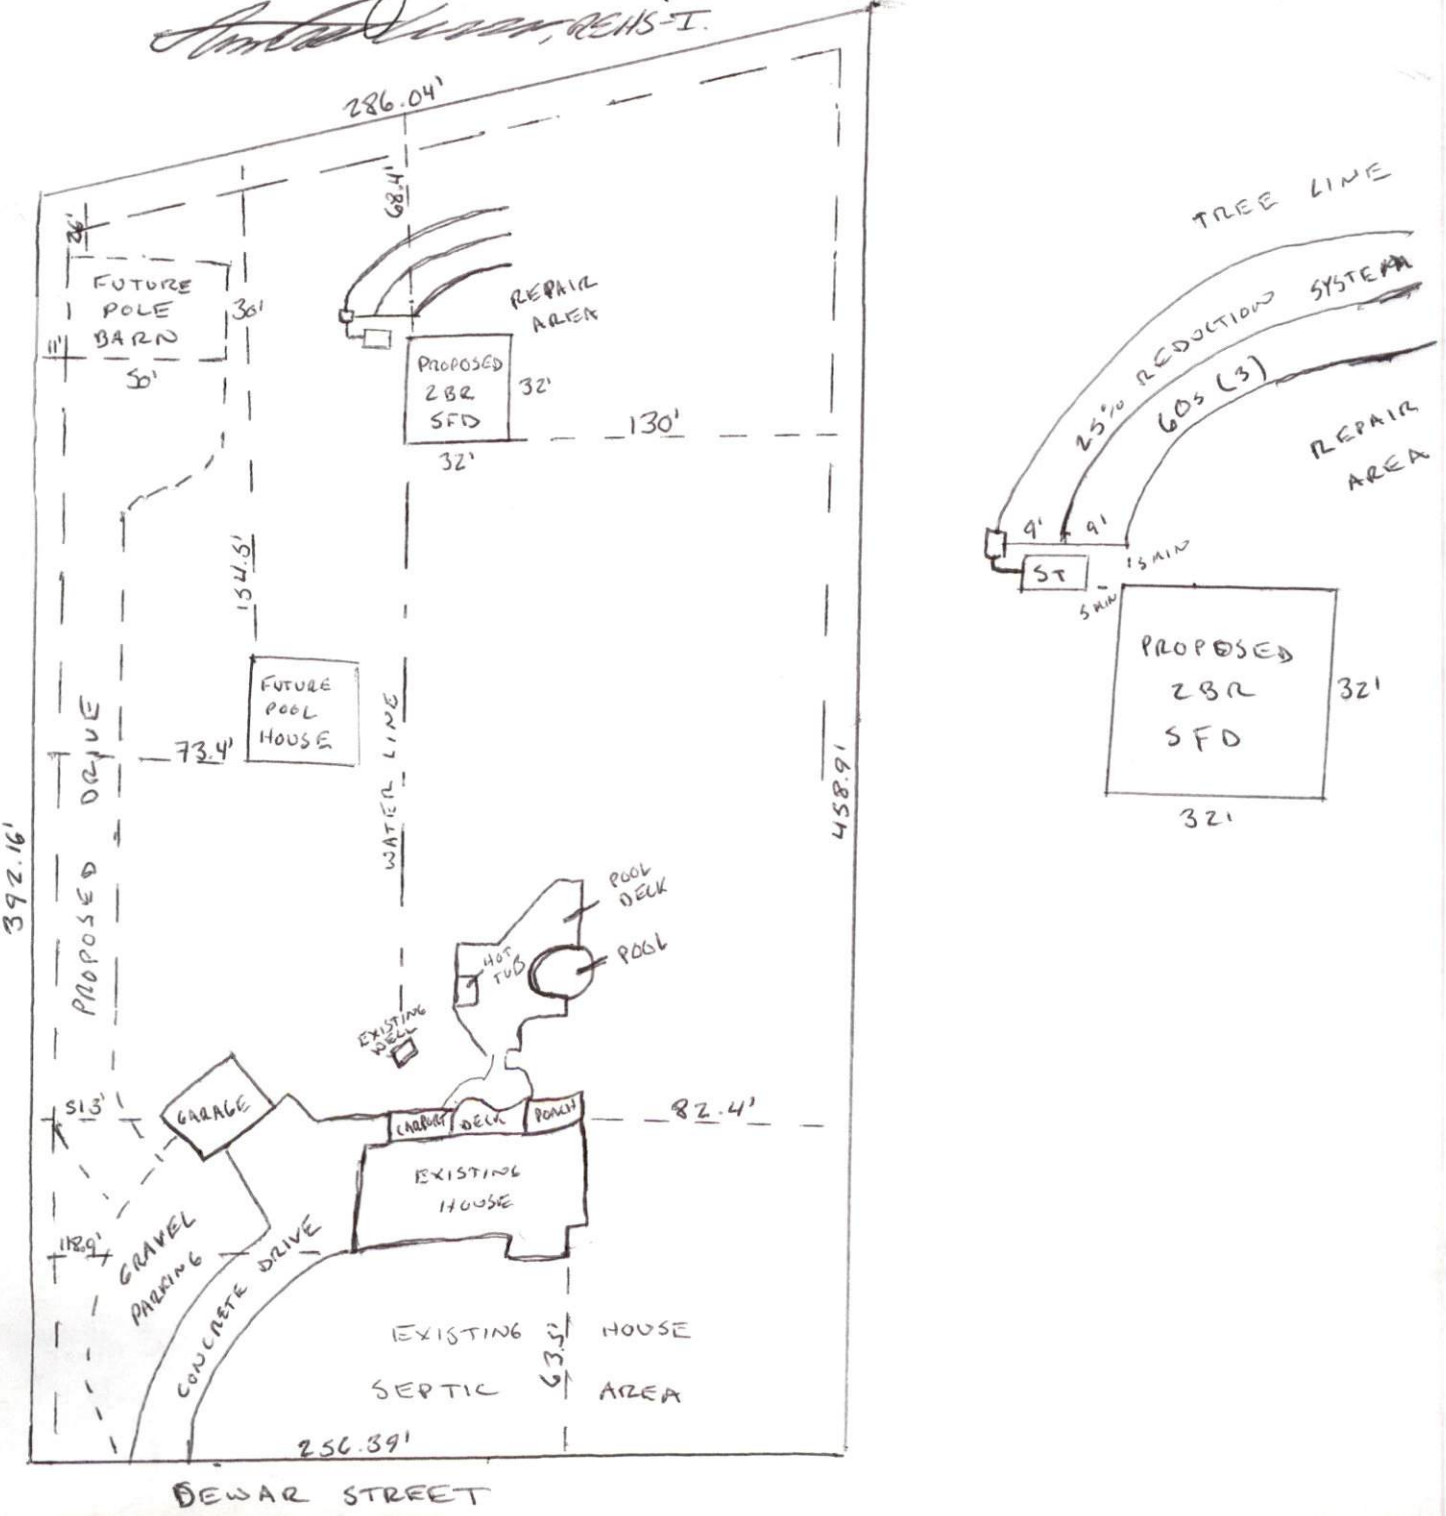 REHS-I.
286.04'
26'
68.4'
FUTURE
POLE
BARN
30'
11'
50'
REPAIR
AREA
PROPOSED
2BR
SFD
32'
32'
130'
154.5'
FUTURE
POOL
HOUSE
73.4'
PROPOSED DRIVE
WATER LINE
392.16'
458.91
POOL
DECK
HOT
TUB
POOL
EXISTING
WELL
51.3'
GARAGE
CARPORT
DECK
PORCH
82.4'
EXISTING
HOUSE
118.9'
GRAVEL
PARKING
CONCRETE DRIVE
EXISTING HOUSE
SEPTIC AREA
63.5'
256.39'
DEWAR STREET
TREE LINE
25% REDUCTION SYSTEM
60s (3)
REPAIR
AREA
9' 9'
ST
15 MIN
5 MIN
PROPOSED
2BR
SFD
32'
32'